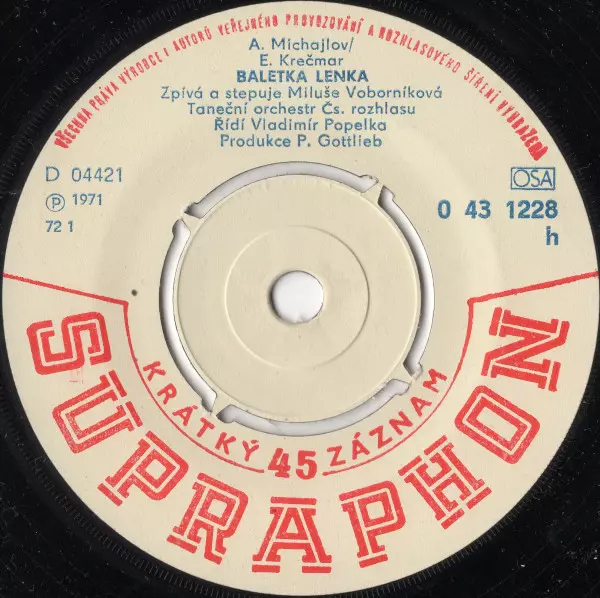 VŠECHNA PRÁVA VÝROBCE I AUTORŮ VEŘEJNÉHO PROVOZOVÁNÍ A ROZHLASOVÉHO ŠÍŘENÍ VYHRAŽENA
A. Michajlov/
E. Krečmar
BALETKA LENKA
Zpívá a stepuje Miluše Voborníková
Taneční orchestr Čs. rozhlasu
Řídí Vladimír Popelka
Produkce P. Gottlieb
D 04421
Ⓟ 1971
72 1
OSA
0 43 1228
h
KRÁTKÝ 45 ZÁZNAM
SUPRAPHON